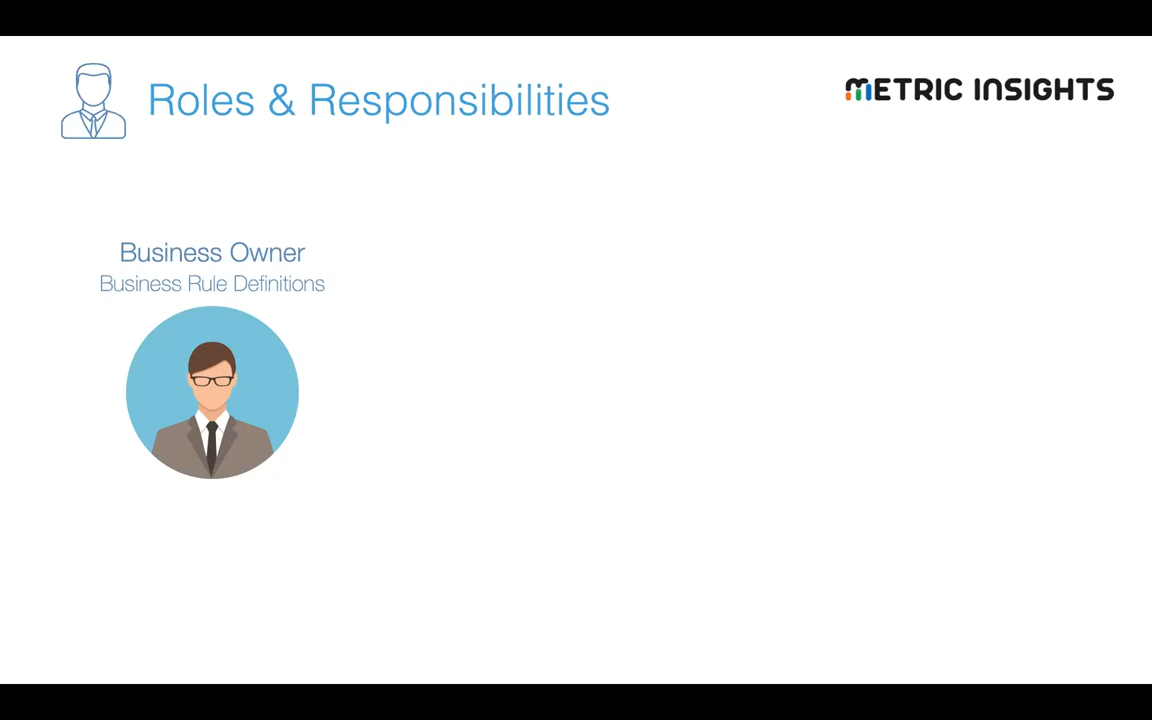 Roles & Responsibilities
METRIC INSIGHTS
Business Owner
Business Rule Definitions